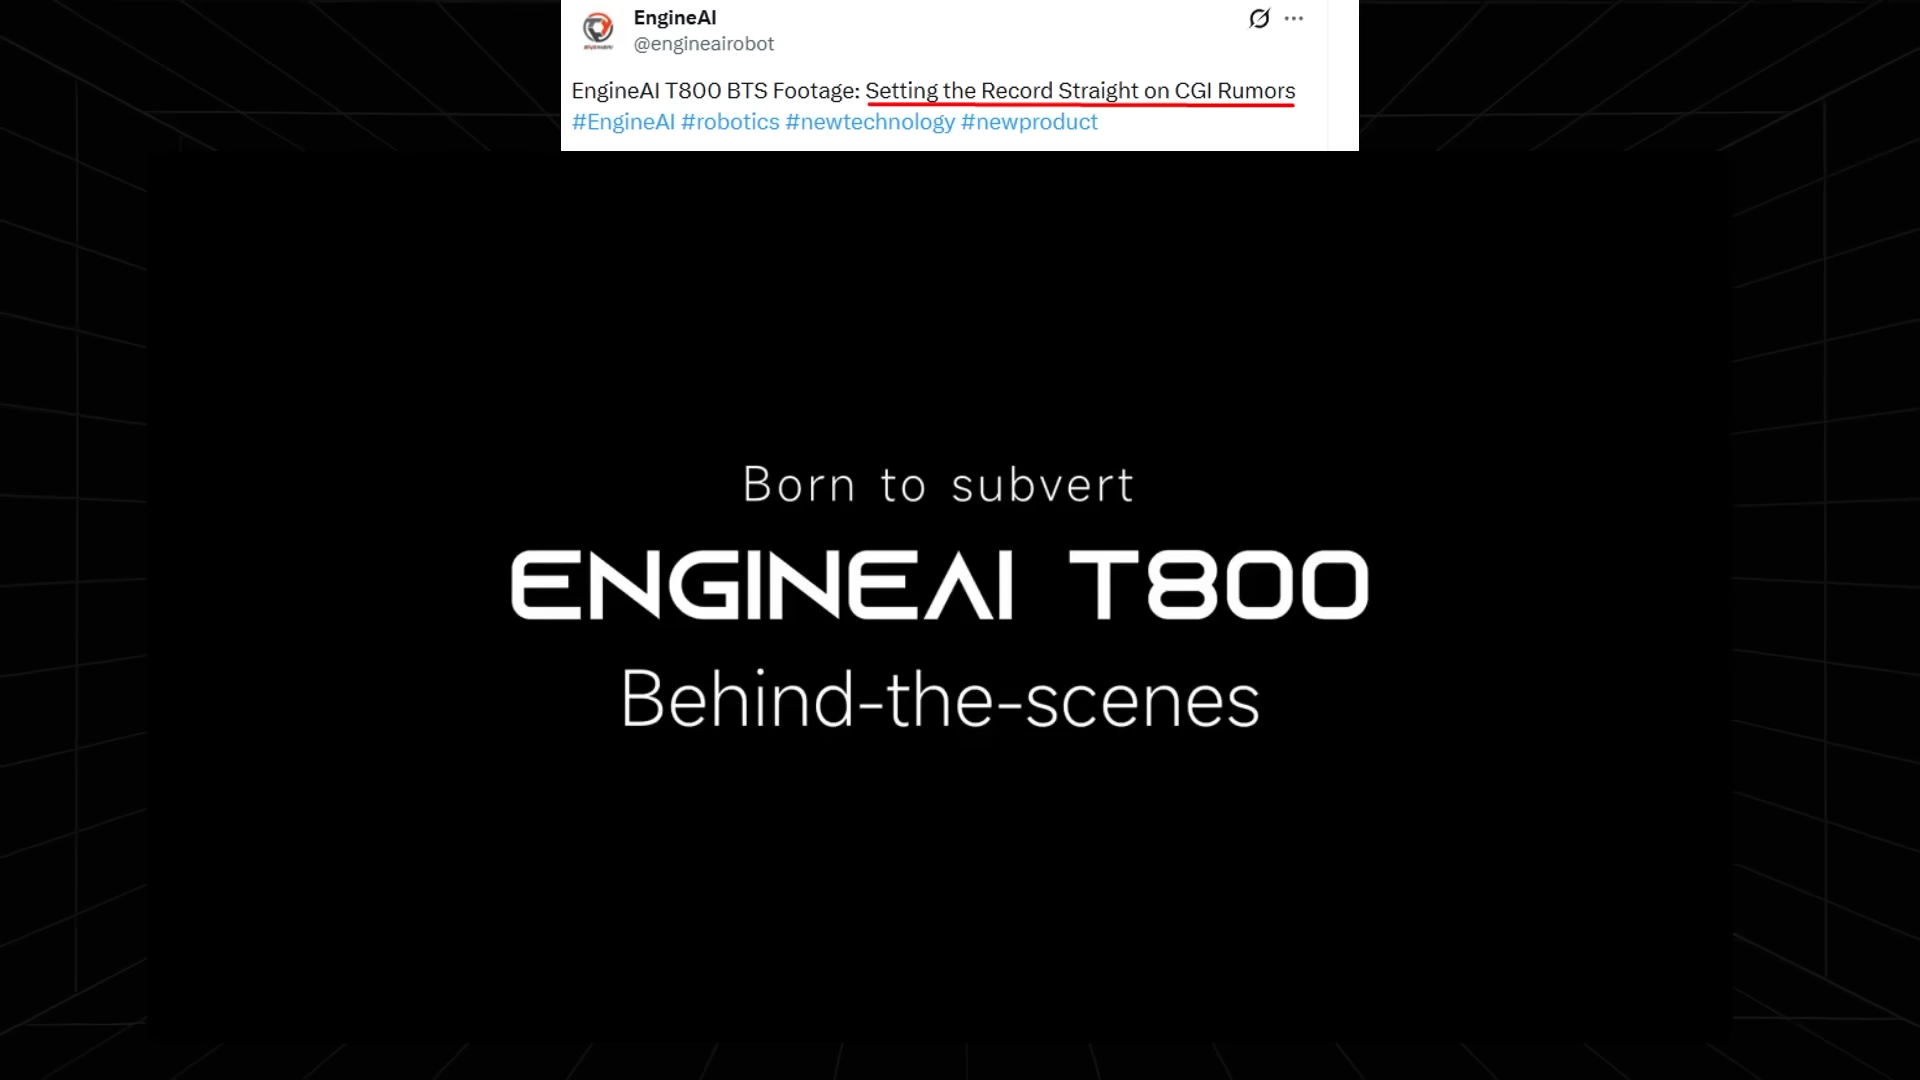 EngineAI
@engineairobot
EngineAI T800 BTS Footage: Setting the Record Straight on CGI Rumors
#EngineAI #robotics #newtechnology #newproduct
Born to subvert
ENGINEAI T800
Behind-the-scenes